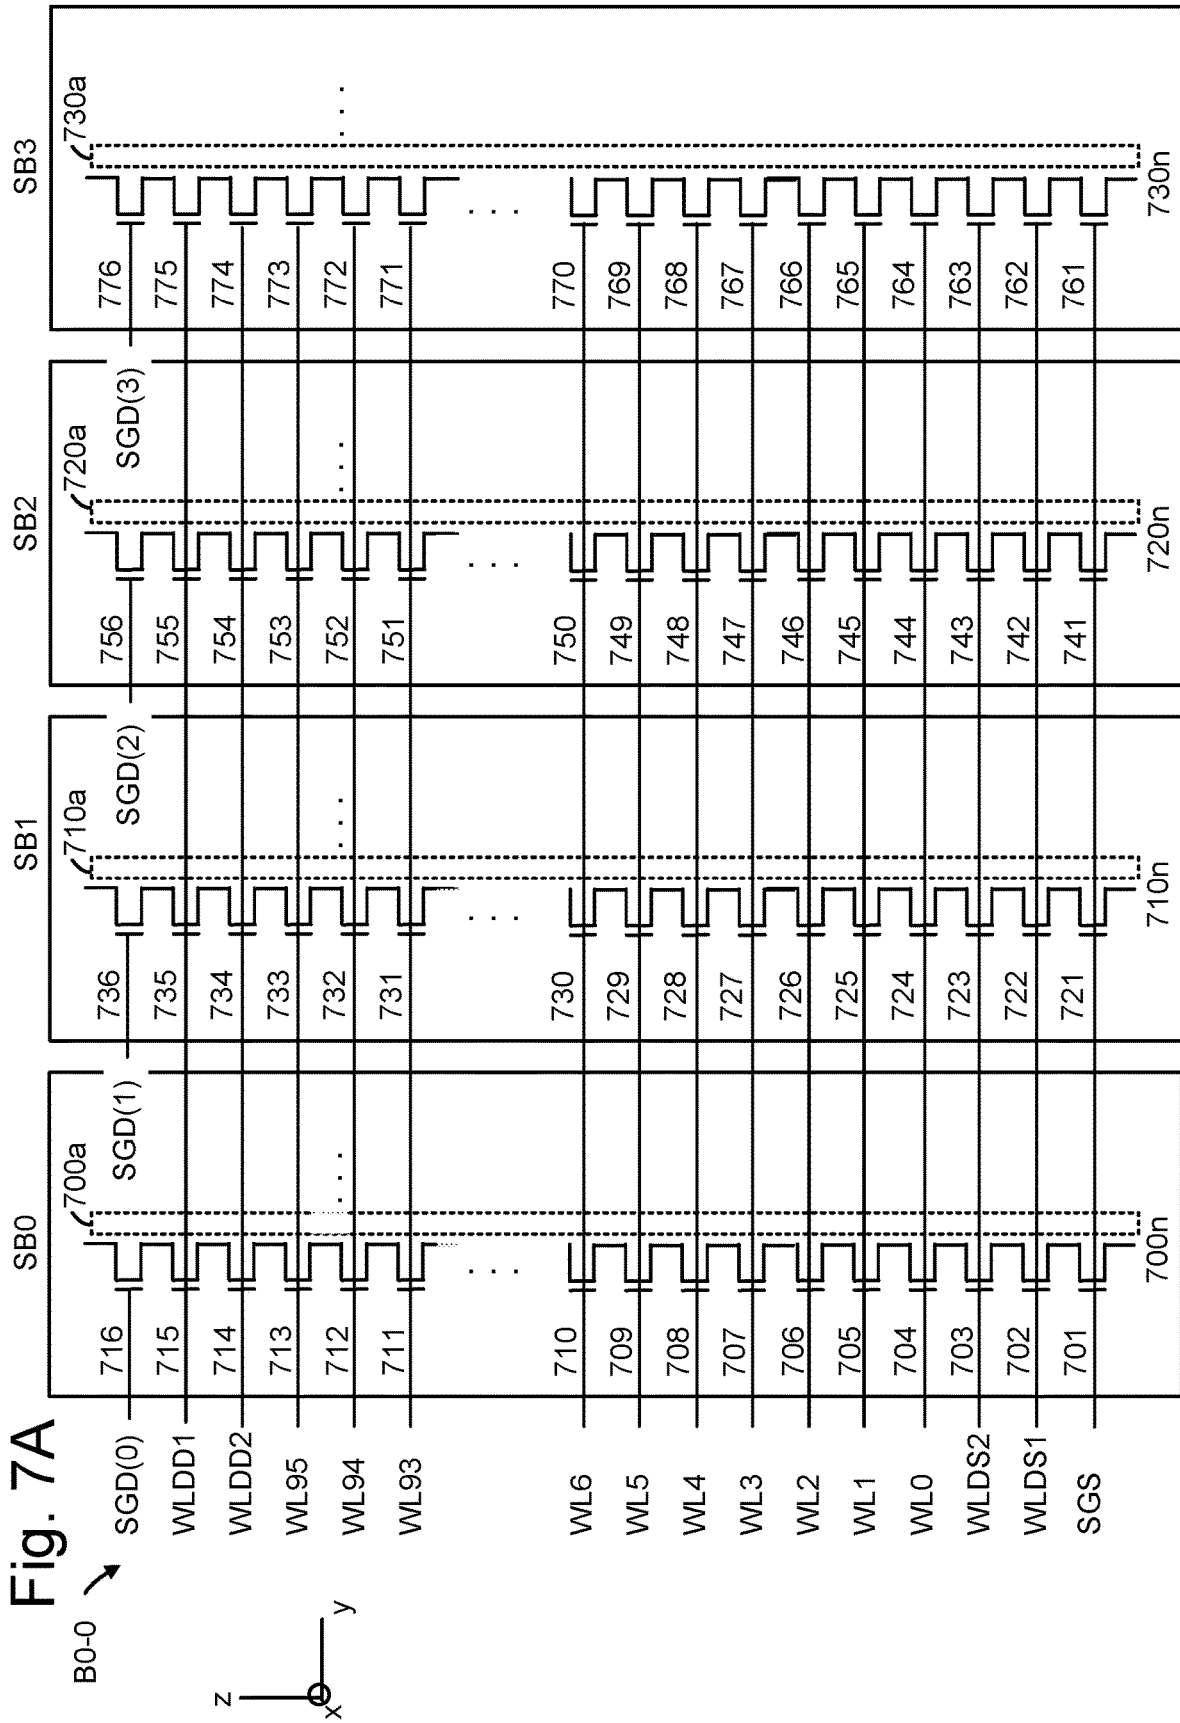 Fig. 7A
B0-0
SB0 SB1 SB2 SB3
700a 710a 720a 730a
SGD(0) 716 SGD(1) 736 SGD(2) 756 SGD(3) 776
WLDD1 715 735 755 775
WLDD2 714 734 754 774
WL95 713 733 753 773
WL94 712 732 752 772
WL93 711 731 751 771
WL6 710 730 750 770
WL5 709 729 749 769
WL4 708 728 748 768
WL3 707 727 747 767
WL2 706 726 746 766
WL1 705 725 745 765
WL0 704 724 744 764
WLDS2 703 723 743 763
WLDS1 702 722 742 762
SGS 701 721 741 761
700n 710n 720n 730n
z
x
y